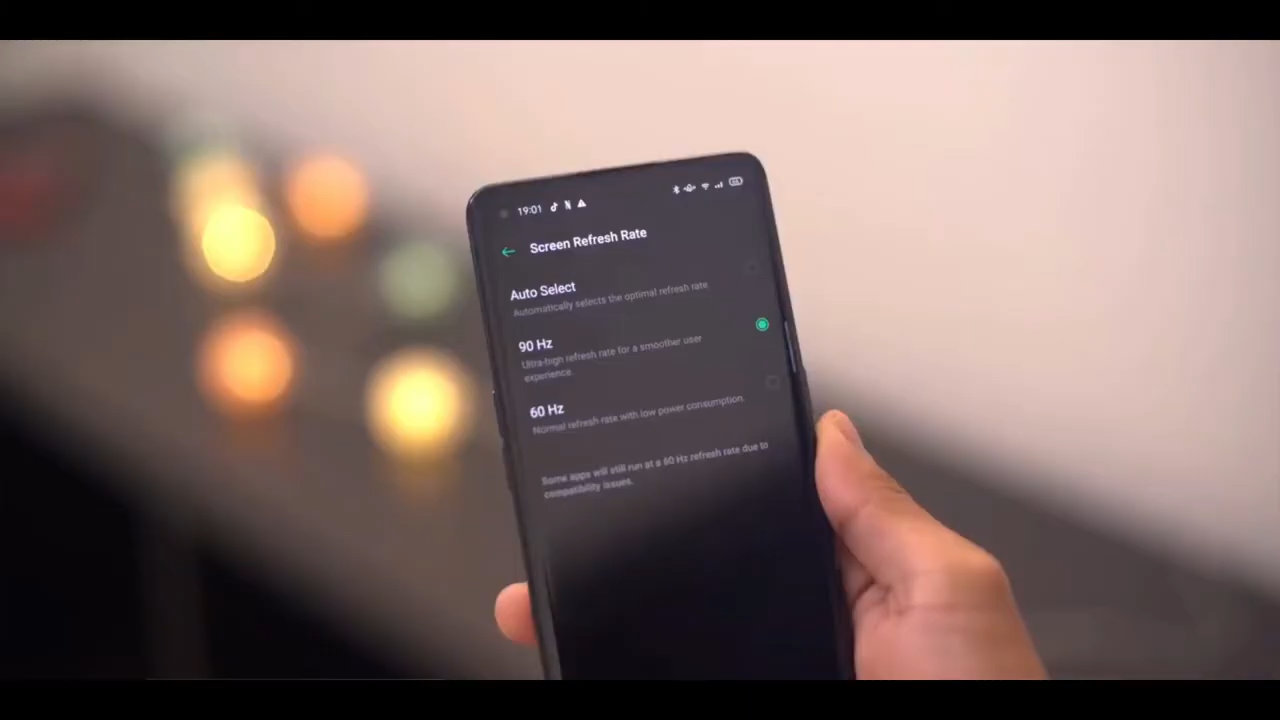 19:01
Screen Refresh Rate
Auto Select
Automatically selects the optimal refresh rate.
90 Hz
Ultra-high refresh rate for a smoother user
experience.
60 Hz
Normal refresh rate with low power consumption.
Some apps will still run at a 60 Hz refresh rate due to
compatibility issues.